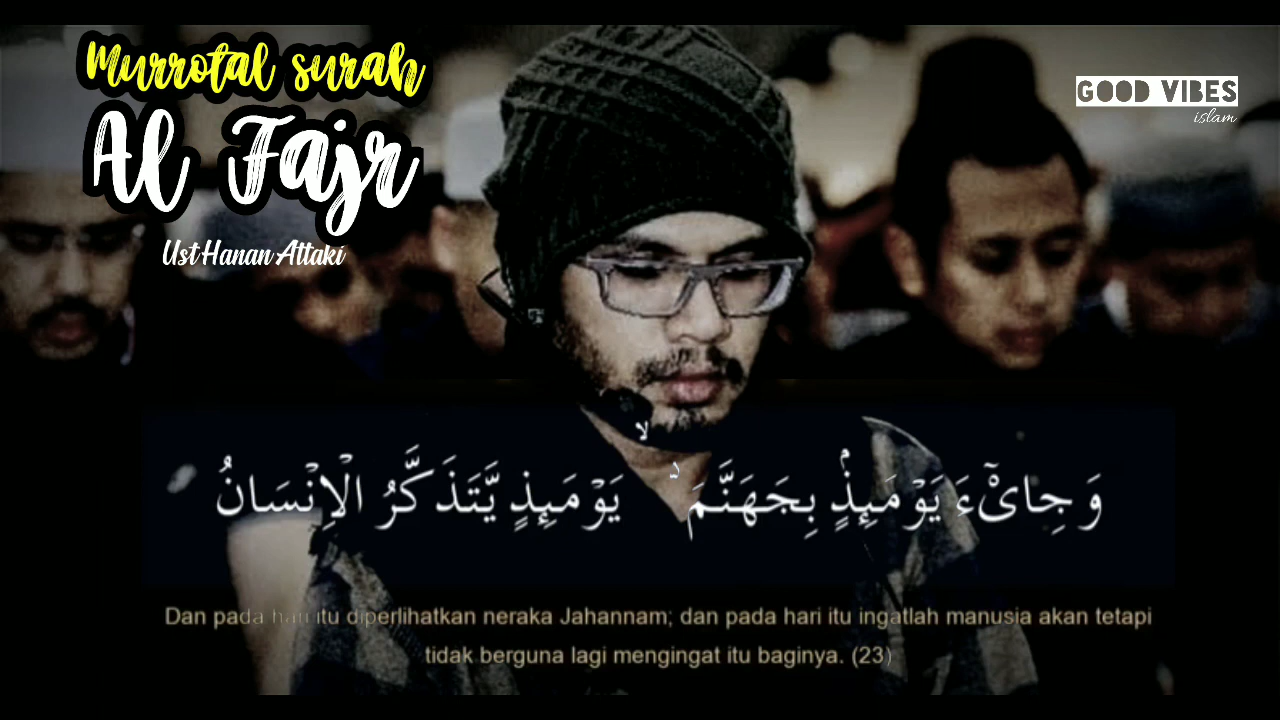 Murrotal surah
Al Fajr
Ust Hanan Attaki
GOOD VIBES
islam
وَجِایْٓءَ يَوْمَىِٕذٍۢ بِجَهَنَّمَ ۙ يَوْمَىِٕذٍ يَّتَذَكَّرُ الْاِنْسَانُ
Dan pada hari itu diperlihatkan neraka Jahannam; dan pada hari itu ingatlah manusia akan tetapi
tidak berguna lagi mengingat itu baginya. (23)